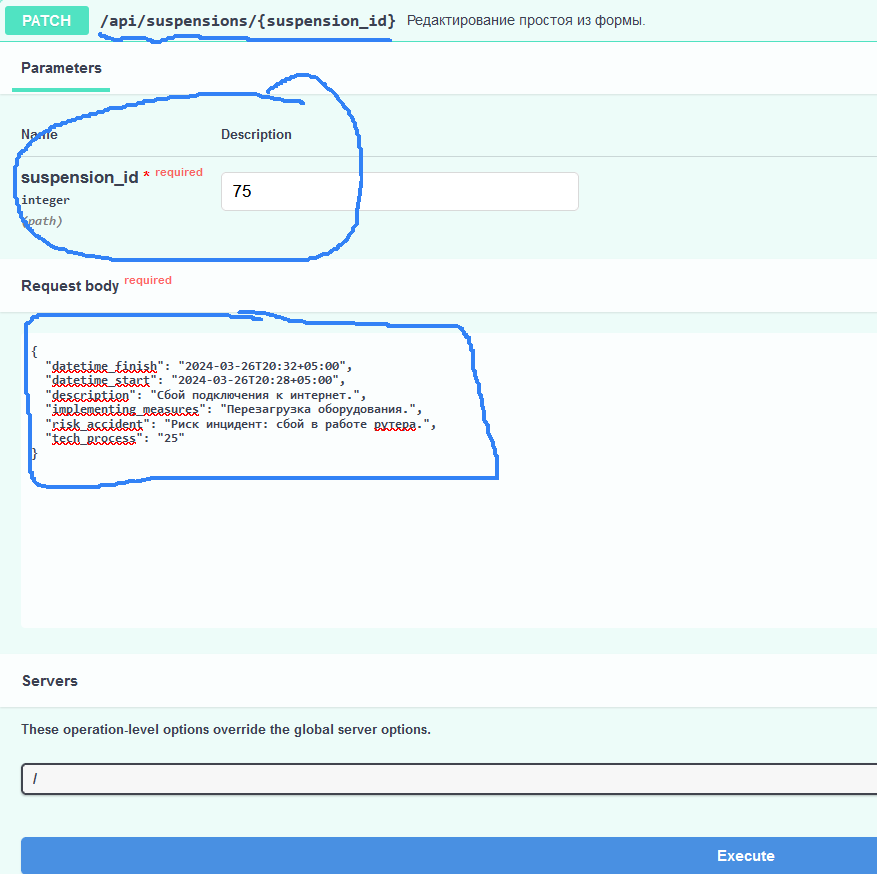 PATCH /api/suspensions/{suspension_id} Редактирование простоя из формы.
Parameters
Name Description
suspension_id * required
integer
(path)
75
Request body required
{
"datetime_finish": "2024-03-26T20:32+05:00",
"datetime_start": "2024-03-26T20:28+05:00",
"description": "Сбой подключения к интернет.",
"implementing_measures": "Перезагрузка оборудования.",
"risk_accident": "Риск инцидент: сбой в работе рутера.",
"tech_process": "25"
}
Servers
These operation-level options override the global server options.
/
Execute